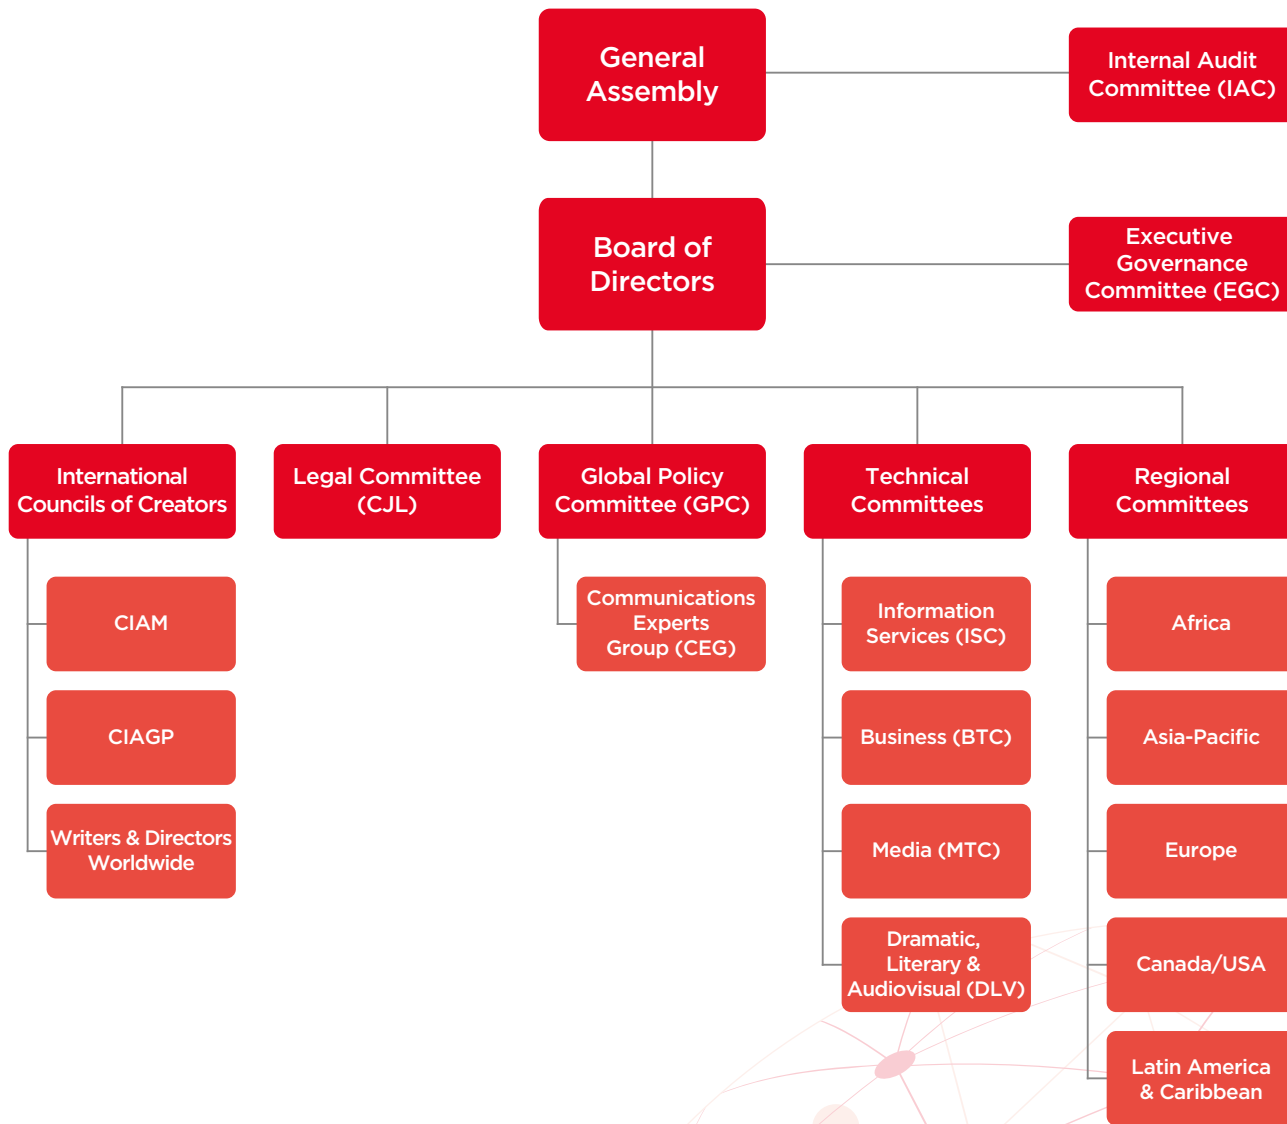 General
Assembly
Internal Audit
Committee (IAC)
Board of
Directors
Executive
Governance
Committee (EGC)
International
Councils of Creators
Legal Committee
(CJL)
Global Policy
Committee (GPC)
Technical
Committees
Regional
Committees
CIAM
CIAGP
Writers & Directors
Worldwide
Communications
Experts
Group (CEG)
Information
Services (ISC)
Business (BTC)
Media (MTC)
Dramatic,
Literary &
Audiovisual (DLV)
Africa
Asia-Pacific
Europe
Canada/USA
Latin America
& Caribbean